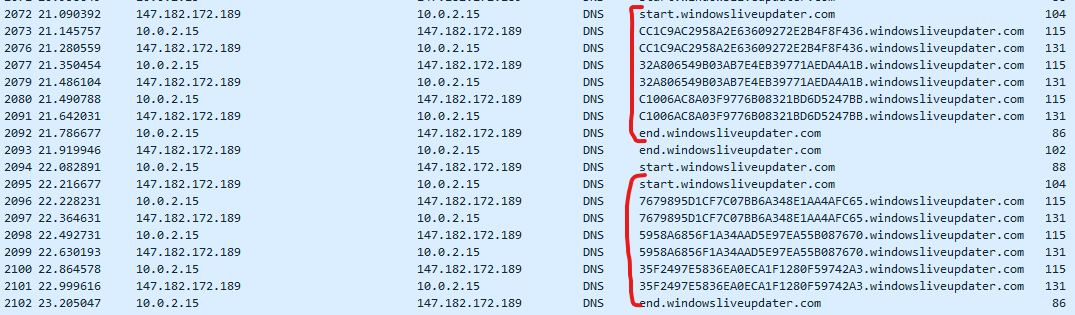 2072 21.090392 147.182.172.189 10.0.2.15 DNS start.windowsliveupdater.com 104
2073 21.145757 10.0.2.15 147.182.172.189 DNS CC1C9AC2958A2E63609272E2B4F8F436.windowsliveupdater.com 115
2076 21.280559 147.182.172.189 10.0.2.15 DNS CC1C9AC2958A2E63609272E2B4F8F436.windowsliveupdater.com 131
2077 21.350454 10.0.2.15 147.182.172.189 DNS 32A806549B03AB7E4EB39771AEDA4A1B.windowsliveupdater.com 115
2079 21.486104 147.182.172.189 10.0.2.15 DNS 32A806549B03AB7E4EB39771AEDA4A1B.windowsliveupdater.com 131
2080 21.490788 10.0.2.15 147.182.172.189 DNS C1006AC8A03F9776B08321BD6D5247BB.windowsliveupdater.com 115
2091 21.642031 147.182.172.189 10.0.2.15 DNS C1006AC8A03F9776B08321BD6D5247BB.windowsliveupdater.com 131
2092 21.786677 10.0.2.15 147.182.172.189 DNS end.windowsliveupdater.com 86
2093 21.919946 147.182.172.189 10.0.2.15 DNS end.windowsliveupdater.com 102
2094 22.082891 10.0.2.15 147.182.172.189 DNS start.windowsliveupdater.com 88
2095 22.216677 147.182.172.189 10.0.2.15 DNS start.windowsliveupdater.com 104
2096 22.228231 10.0.2.15 147.182.172.189 DNS 7679895D1CF7C07BB6A348E1AA4AFC65.windowsliveupdater.com 115
2097 22.364631 147.182.172.189 10.0.2.15 DNS 7679895D1CF7C07BB6A348E1AA4AFC65.windowsliveupdater.com 131
2098 22.492731 10.0.2.15 147.182.172.189 DNS 5958A6856F1A34AAD5E97EA55B087670.windowsliveupdater.com 115
2099 22.630193 147.182.172.189 10.0.2.15 DNS 5958A6856F1A34AAD5E97EA55B087670.windowsliveupdater.com 131
2100 22.864578 10.0.2.15 147.182.172.189 DNS 35F2497E5836EA0ECA1F1280F59742A3.windowsliveupdater.com 115
2101 22.999616 147.182.172.189 10.0.2.15 DNS 35F2497E5836EA0ECA1F1280F59742A3.windowsliveupdater.com 131
2102 23.205047 10.0.2.15 147.182.172.189 DNS end.windowsliveupdater.com 86